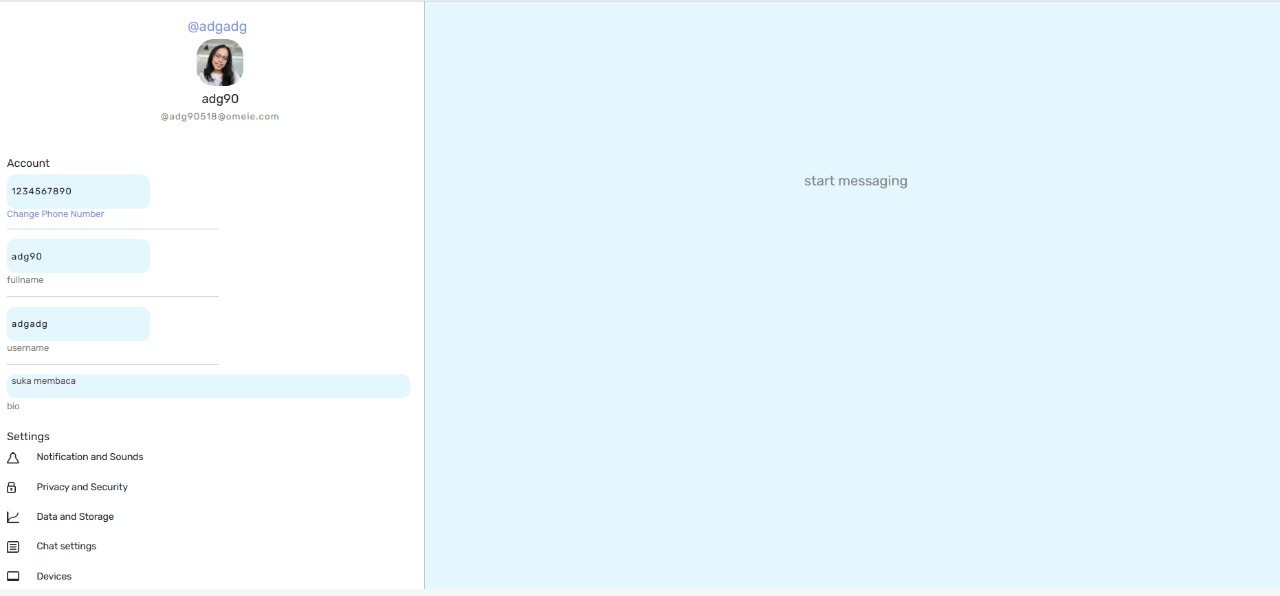 @adgadg
adg90
@adg90518@omeie.com
Account
1234567890
Change Phone Number
adg90
fullname
adgadg
username
suka membaca
bio
Settings
Notification and Sounds
Privacy and Security
Data and Storage
Chat settings
Devices
start messaging